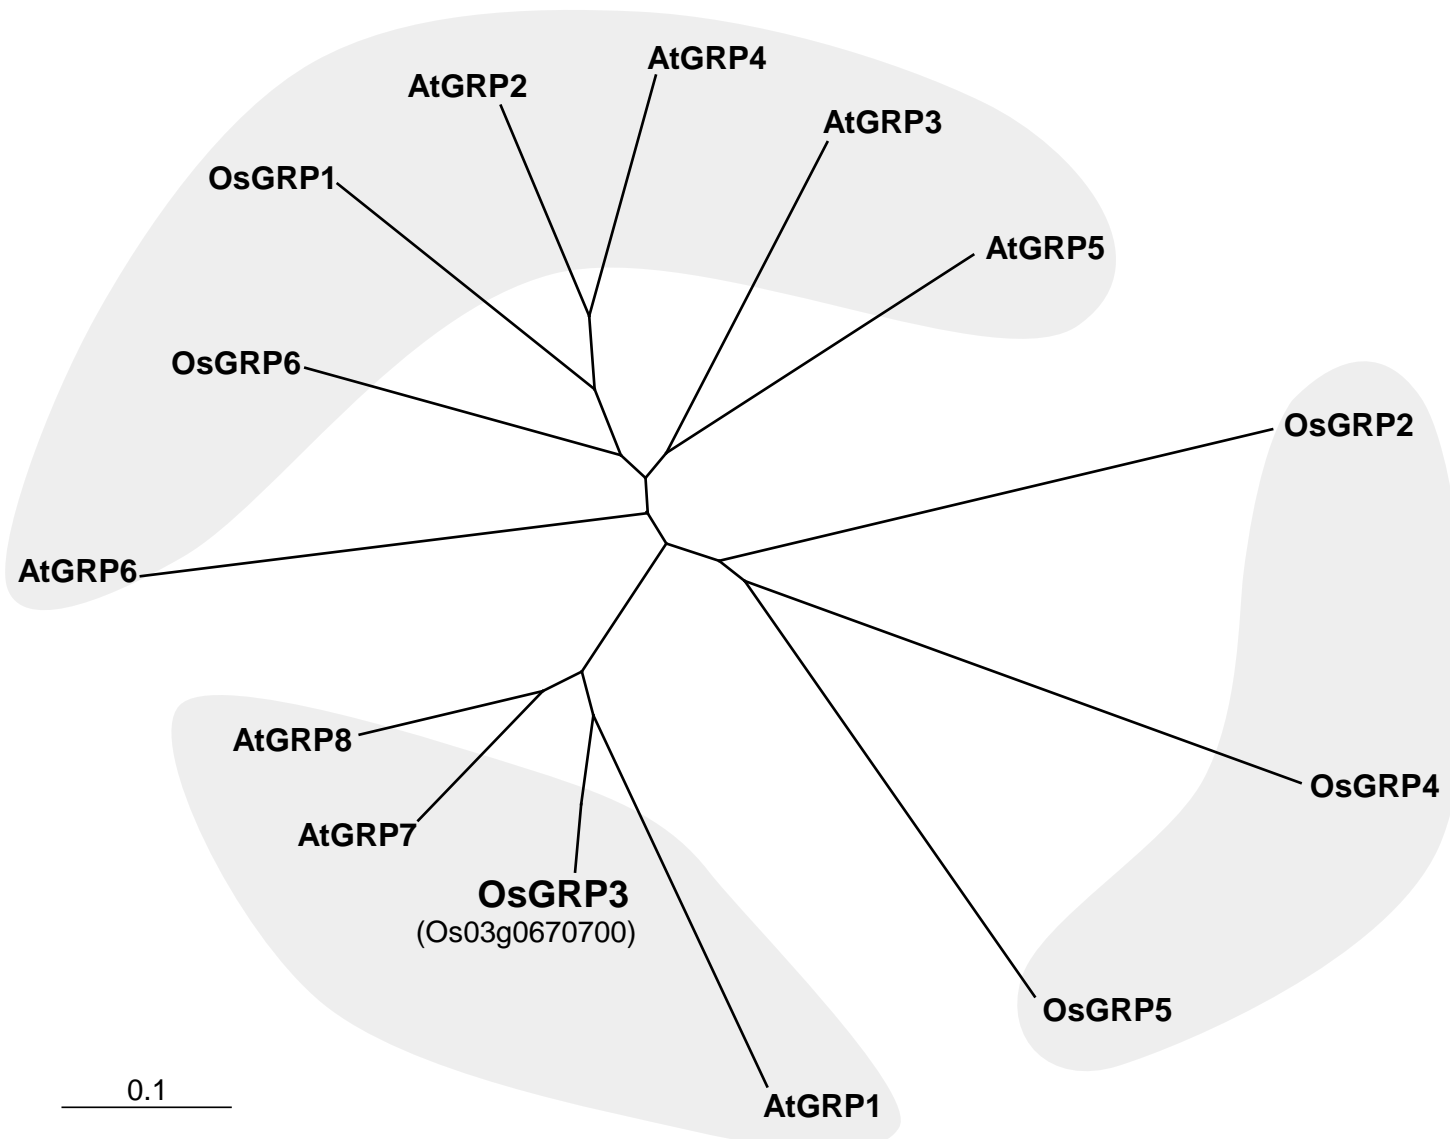 AtGRP4
AtGRP2
AtGRP3
OsGRP1
AtGRP5
OsGRP6
OsGRP2
AtGRP6
AtGRP8
OsGRP4
AtGRP7
OsGRP3
(Os03g0670700)
OsGRP5
0.1
AtGRP1